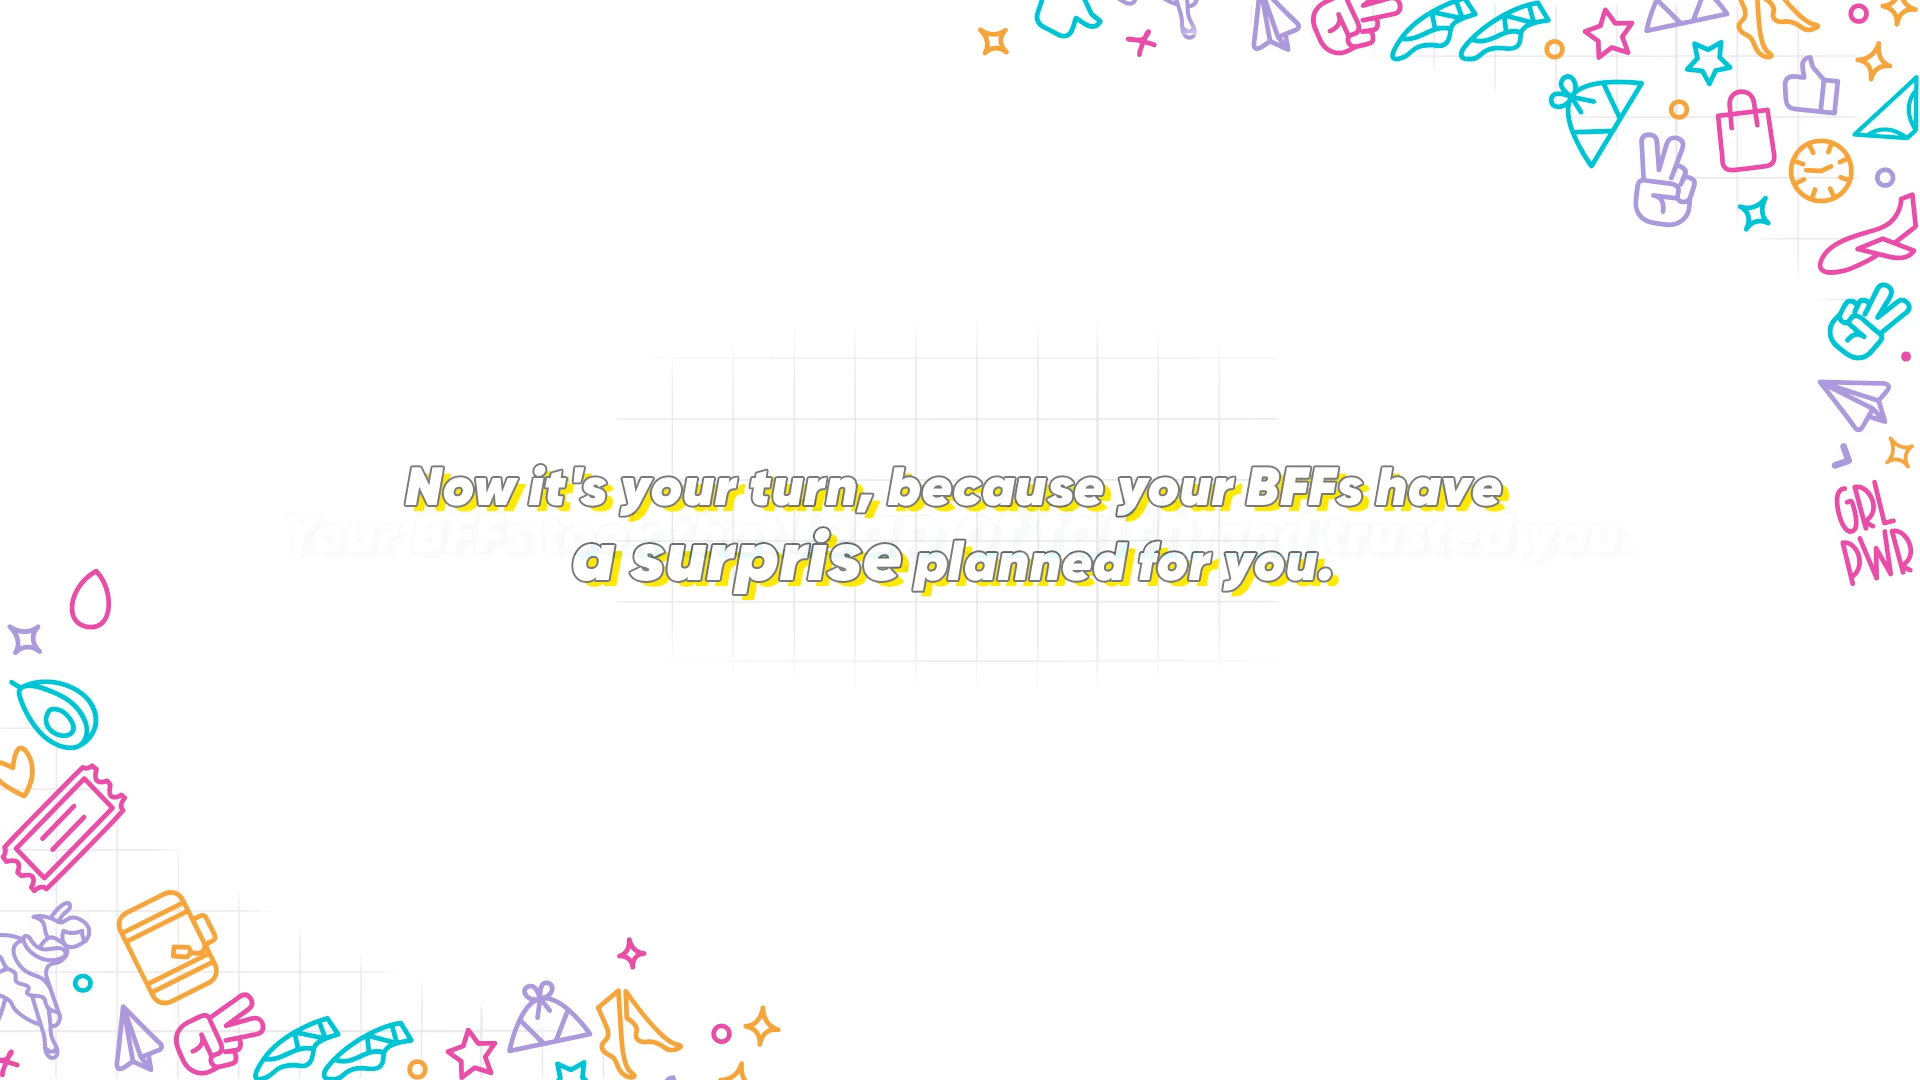 Now it's your turn, because your BFFs have
a surprise planned for you.
GRL
PWR